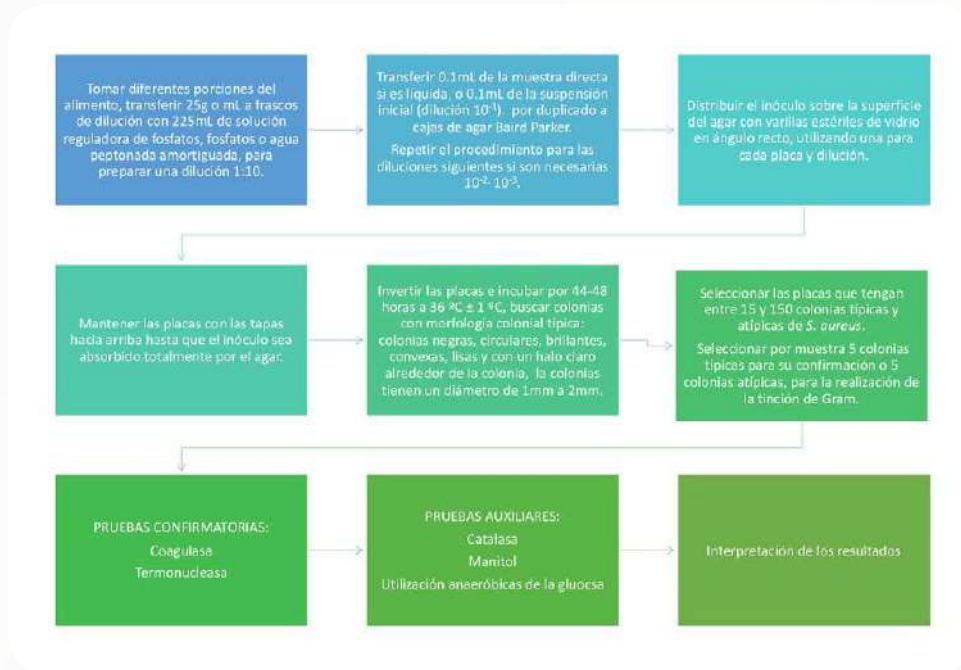 Tomar diferentes porciones del
alimento, transferir 25g o mL a frascos
de dilución con 225mL de solución
reguladora de fosfatos, fosfatos o agua
peptonada amortiguada, para
preparar una dilución 1:10.
Transferir 0.1mL de la muestra directa
si es líquida, o 0.1mL de la suspensión
inicial (dilución 10⁻¹). por duplicado a
cajas de agar Baird Parker.
Repetir el procedimiento para las
diluciones siguientes si son necesarias
10⁻²· 10⁻³.
Distribuir el inóculo sobre la superficie
del agar con varillas estériles de vidrio
en ángulo recto, utilizando una para
cada placa y dilución.
Mantener las placas con las tapas
hacia arriba hasta que el inóculo sea
absorbido totalmente por el agar.
Invertir las placas e incubar por 44-48
horas a 36 ºC ± 1 ºC, buscar colonias
con morfología colonial típica:
colonias negras, circulares, brillantes,
convexas, lisas y con un halo claro
alrededor de la colonia, la colonias
tienen un diámetro de 1mm a 2mm.
Seleccionar las placas que tengan
entre 15 y 150 colonias típicas y
atípicas de S. aureus.
Seleccionar por muestra 5 colonias
típicas para su confirmación o 5
colonias atípicas, para la realización de
la tinción de Gram.
PRUEBAS CONFIRMATORIAS:
Coagulasa
Termonucleasa
PRUEBAS AUXILIARES:
Catalasa
Manitol
Utilización anaeróbicas de la gluocsa
Interpretación de los resultados